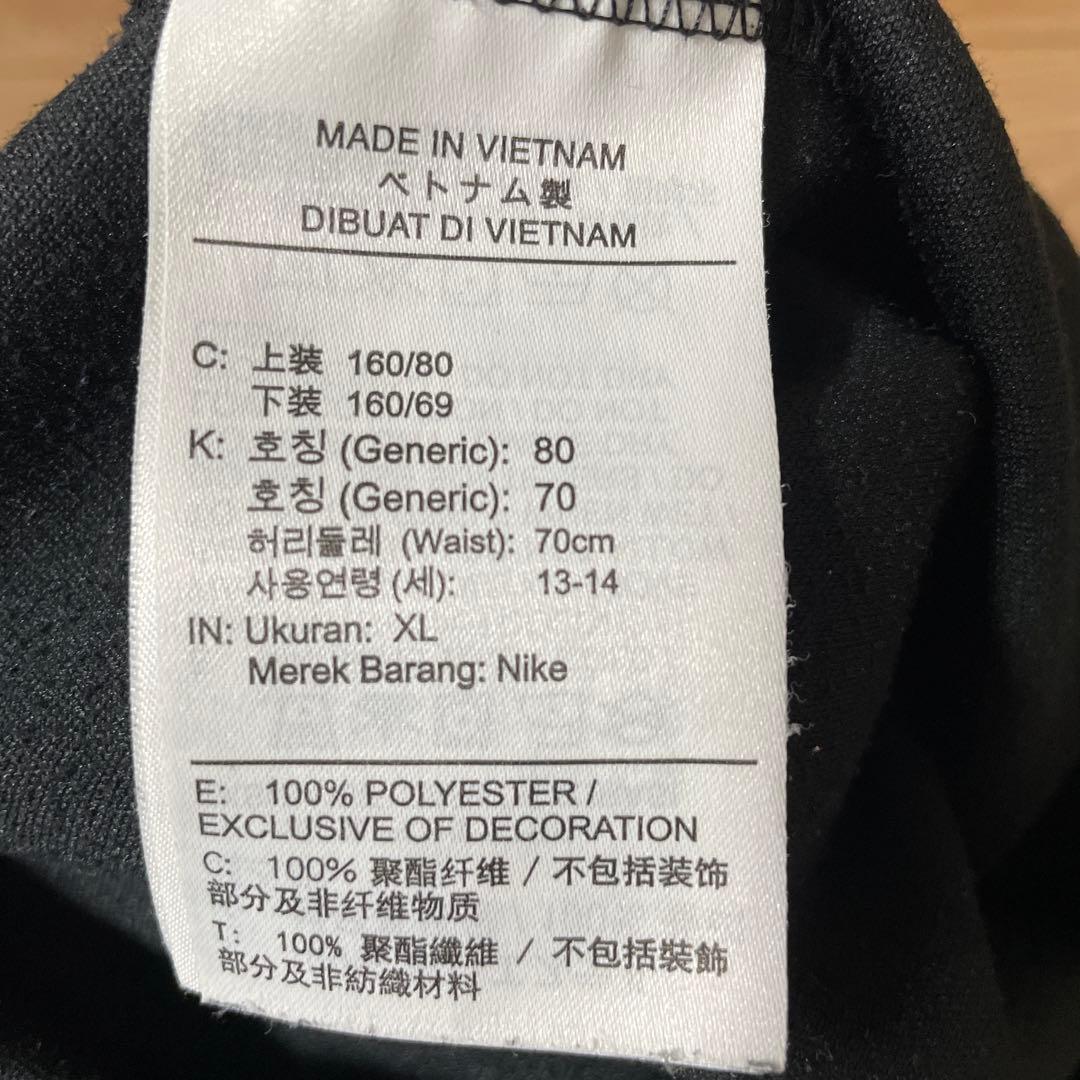 MADE IN VIETNAM
ベトナム製
DIBUAT DI VIETNAM
C: 上装 160/80
下装 160/69
K: 호칭 (Generic): 80
호칭 (Generic): 70
허리둘레 (Waist): 70cm
사용연령 (세): 13-14
IN: Ukuran: XL
Merek Barang: Nike
E: 100% POLYESTER /
EXCLUSIVE OF DECORATION
C: 100% 聚酯纤维 / 不包括装饰
部分及非纤维物质
T: 100% 聚酯纖維 / 不包括裝飾
部分及非紡織材料